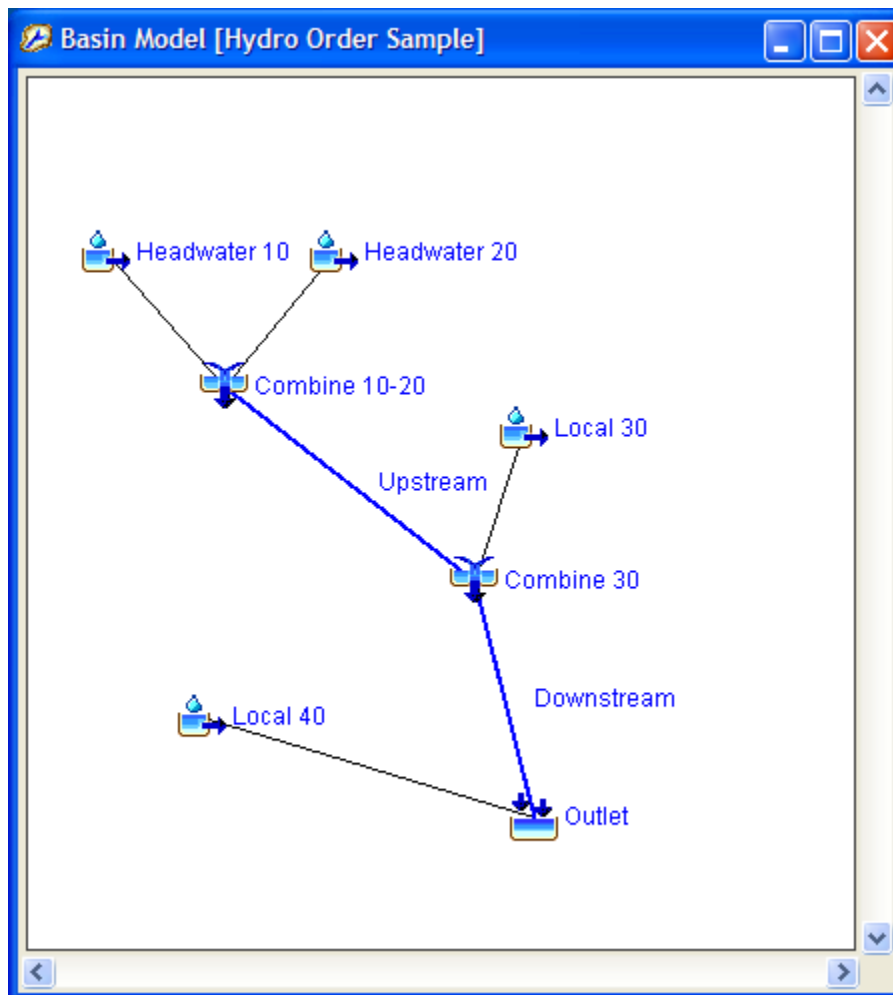 Basin Model [Hydro Order Sample]
Headwater 10
Headwater 20
Combine 10-20
Local 30
Upstream
Combine 30
Downstream
Local 40
Outlet